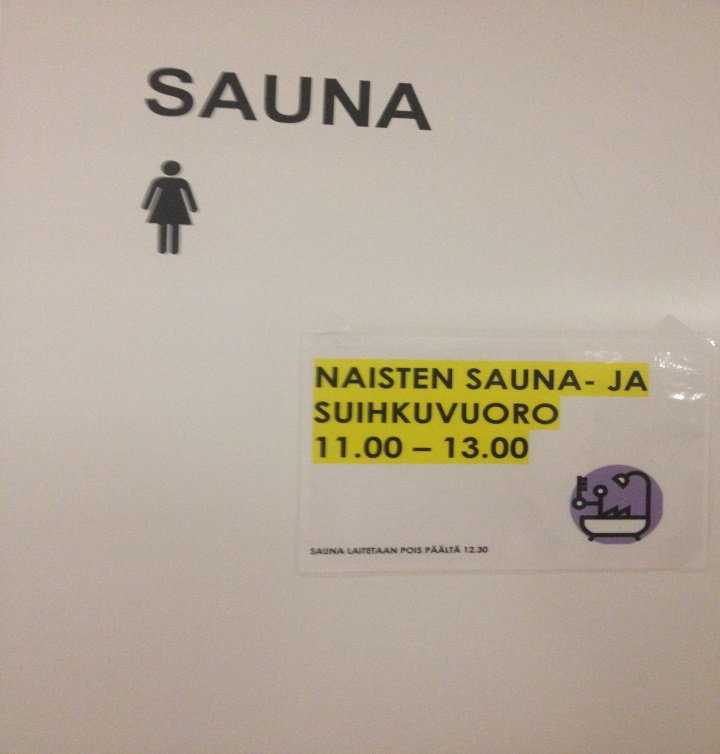 SAUNA
NAISTEN SAUNA- JA
SUIHKUVUORO
11.00 – 13.00
SAUNA LAITETAAN POIS PÄÄLTÄ 12.30